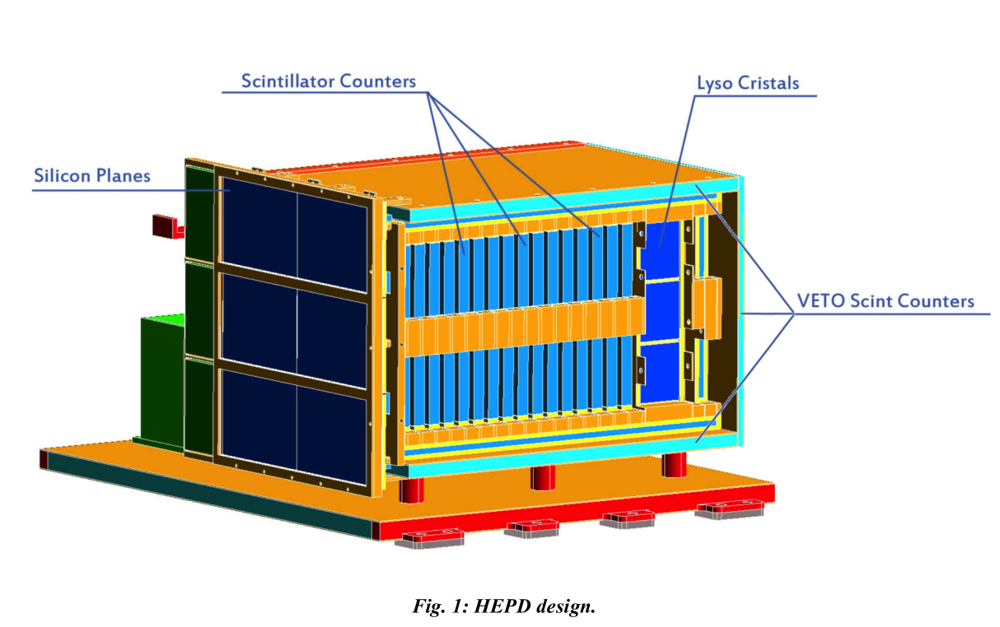 Scintillator Counters
Lyso Cristals
Silicon Planes
VETO Scint Counters
Fig. 1: HEPD design.